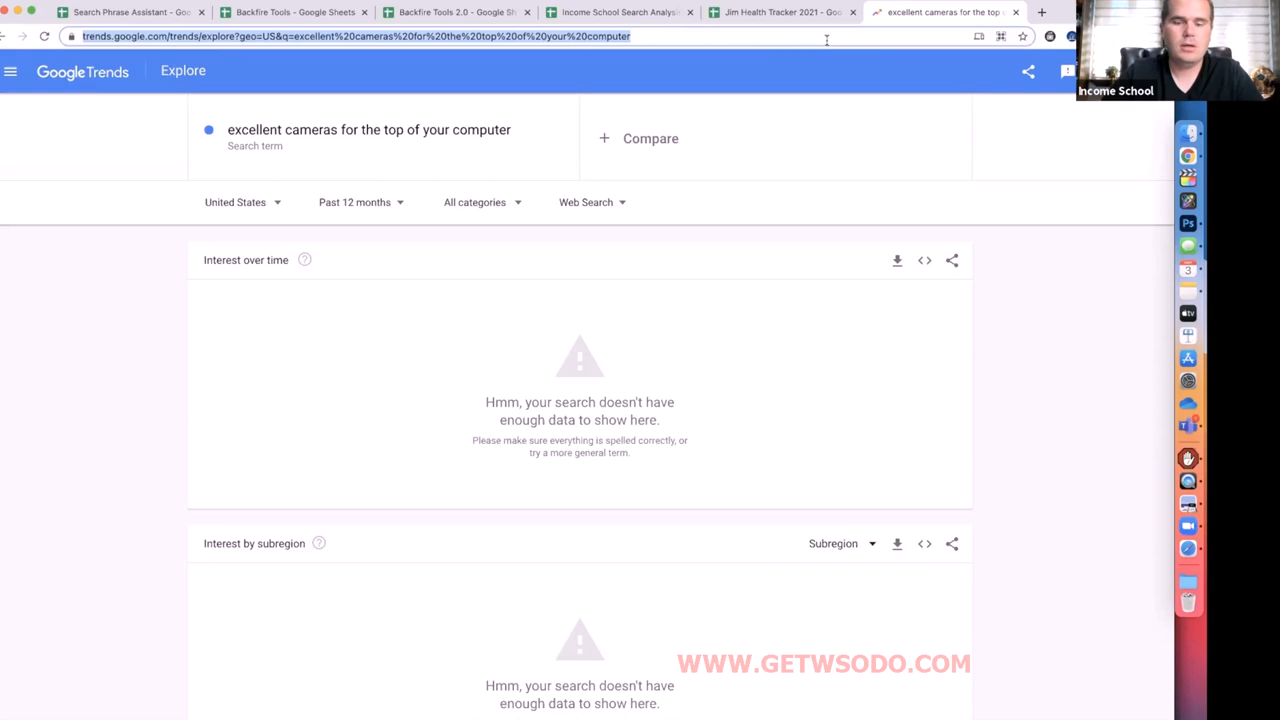 Search Phrase Assistant - Goo
Backfire Tools - Google Sheets
Backfire Tools 2.0 - Google Sh
Income School Search Analysi
Jim Health Tracker 2021 - Goo
excellent cameras for the top o
trends.google.com/trends/explore?geo=US&q=excellent%20cameras%20for%20the%20top%20of%20your%20computer
Google Trends
Explore
Income School
excellent cameras for the top of your computer
Search term
+ Compare
United States
Past 12 months
All categories
Web Search
Interest over time
Hmm, your search doesn't have
enough data to show here.
Please make sure everything is spelled correctly, or
try a more general term.
Interest by subregion
Subregion
Hmm, your search doesn't have
enough data to show here.
WWW.GETWSODO.COM
Ps
3
tv